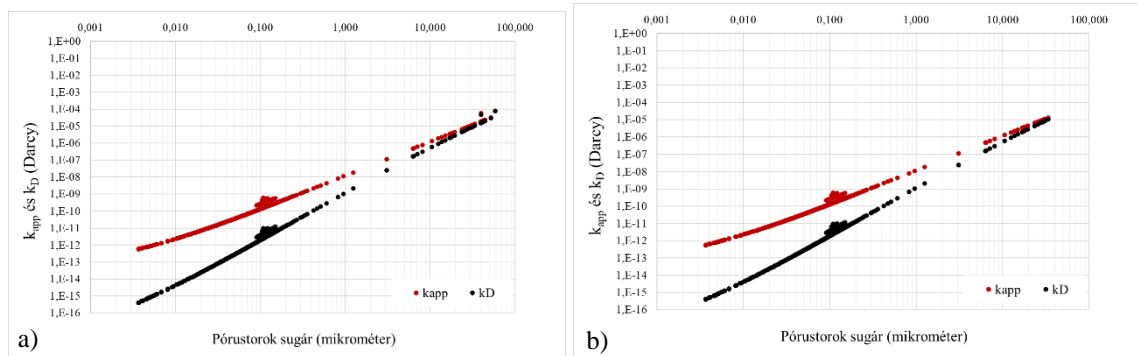 0,001 0,010 0,100 1,000 10,000 100,000
1,E+00
1,E-01
1,E-02
1,E-03
1,E-04
1,E-05
1,E-06
1,E-07
1,E-08
1,E-09
1,E-10
1,E-11
1,E-12
1,E-13
1,E-14
1,E-15
1,E-16
kapp és kD (Darcy)
kapp kD
Pórustorok sugár (mikrométer)
a)
0,001 0,010 0,100 1,000 10,000 100,000
1,E+00
1,E-01
1,E-02
1,E-03
1,E-04
1,E-05
1,E-06
1,E-07
1,E-08
1,E-09
1,E-10
1,E-11
1,E-12
1,E-13
1,E-14
1,E-15
1,E-16
kapp és kD (Darcy)
kapp kD
Pórustorok sugár (mikrométer)
b)